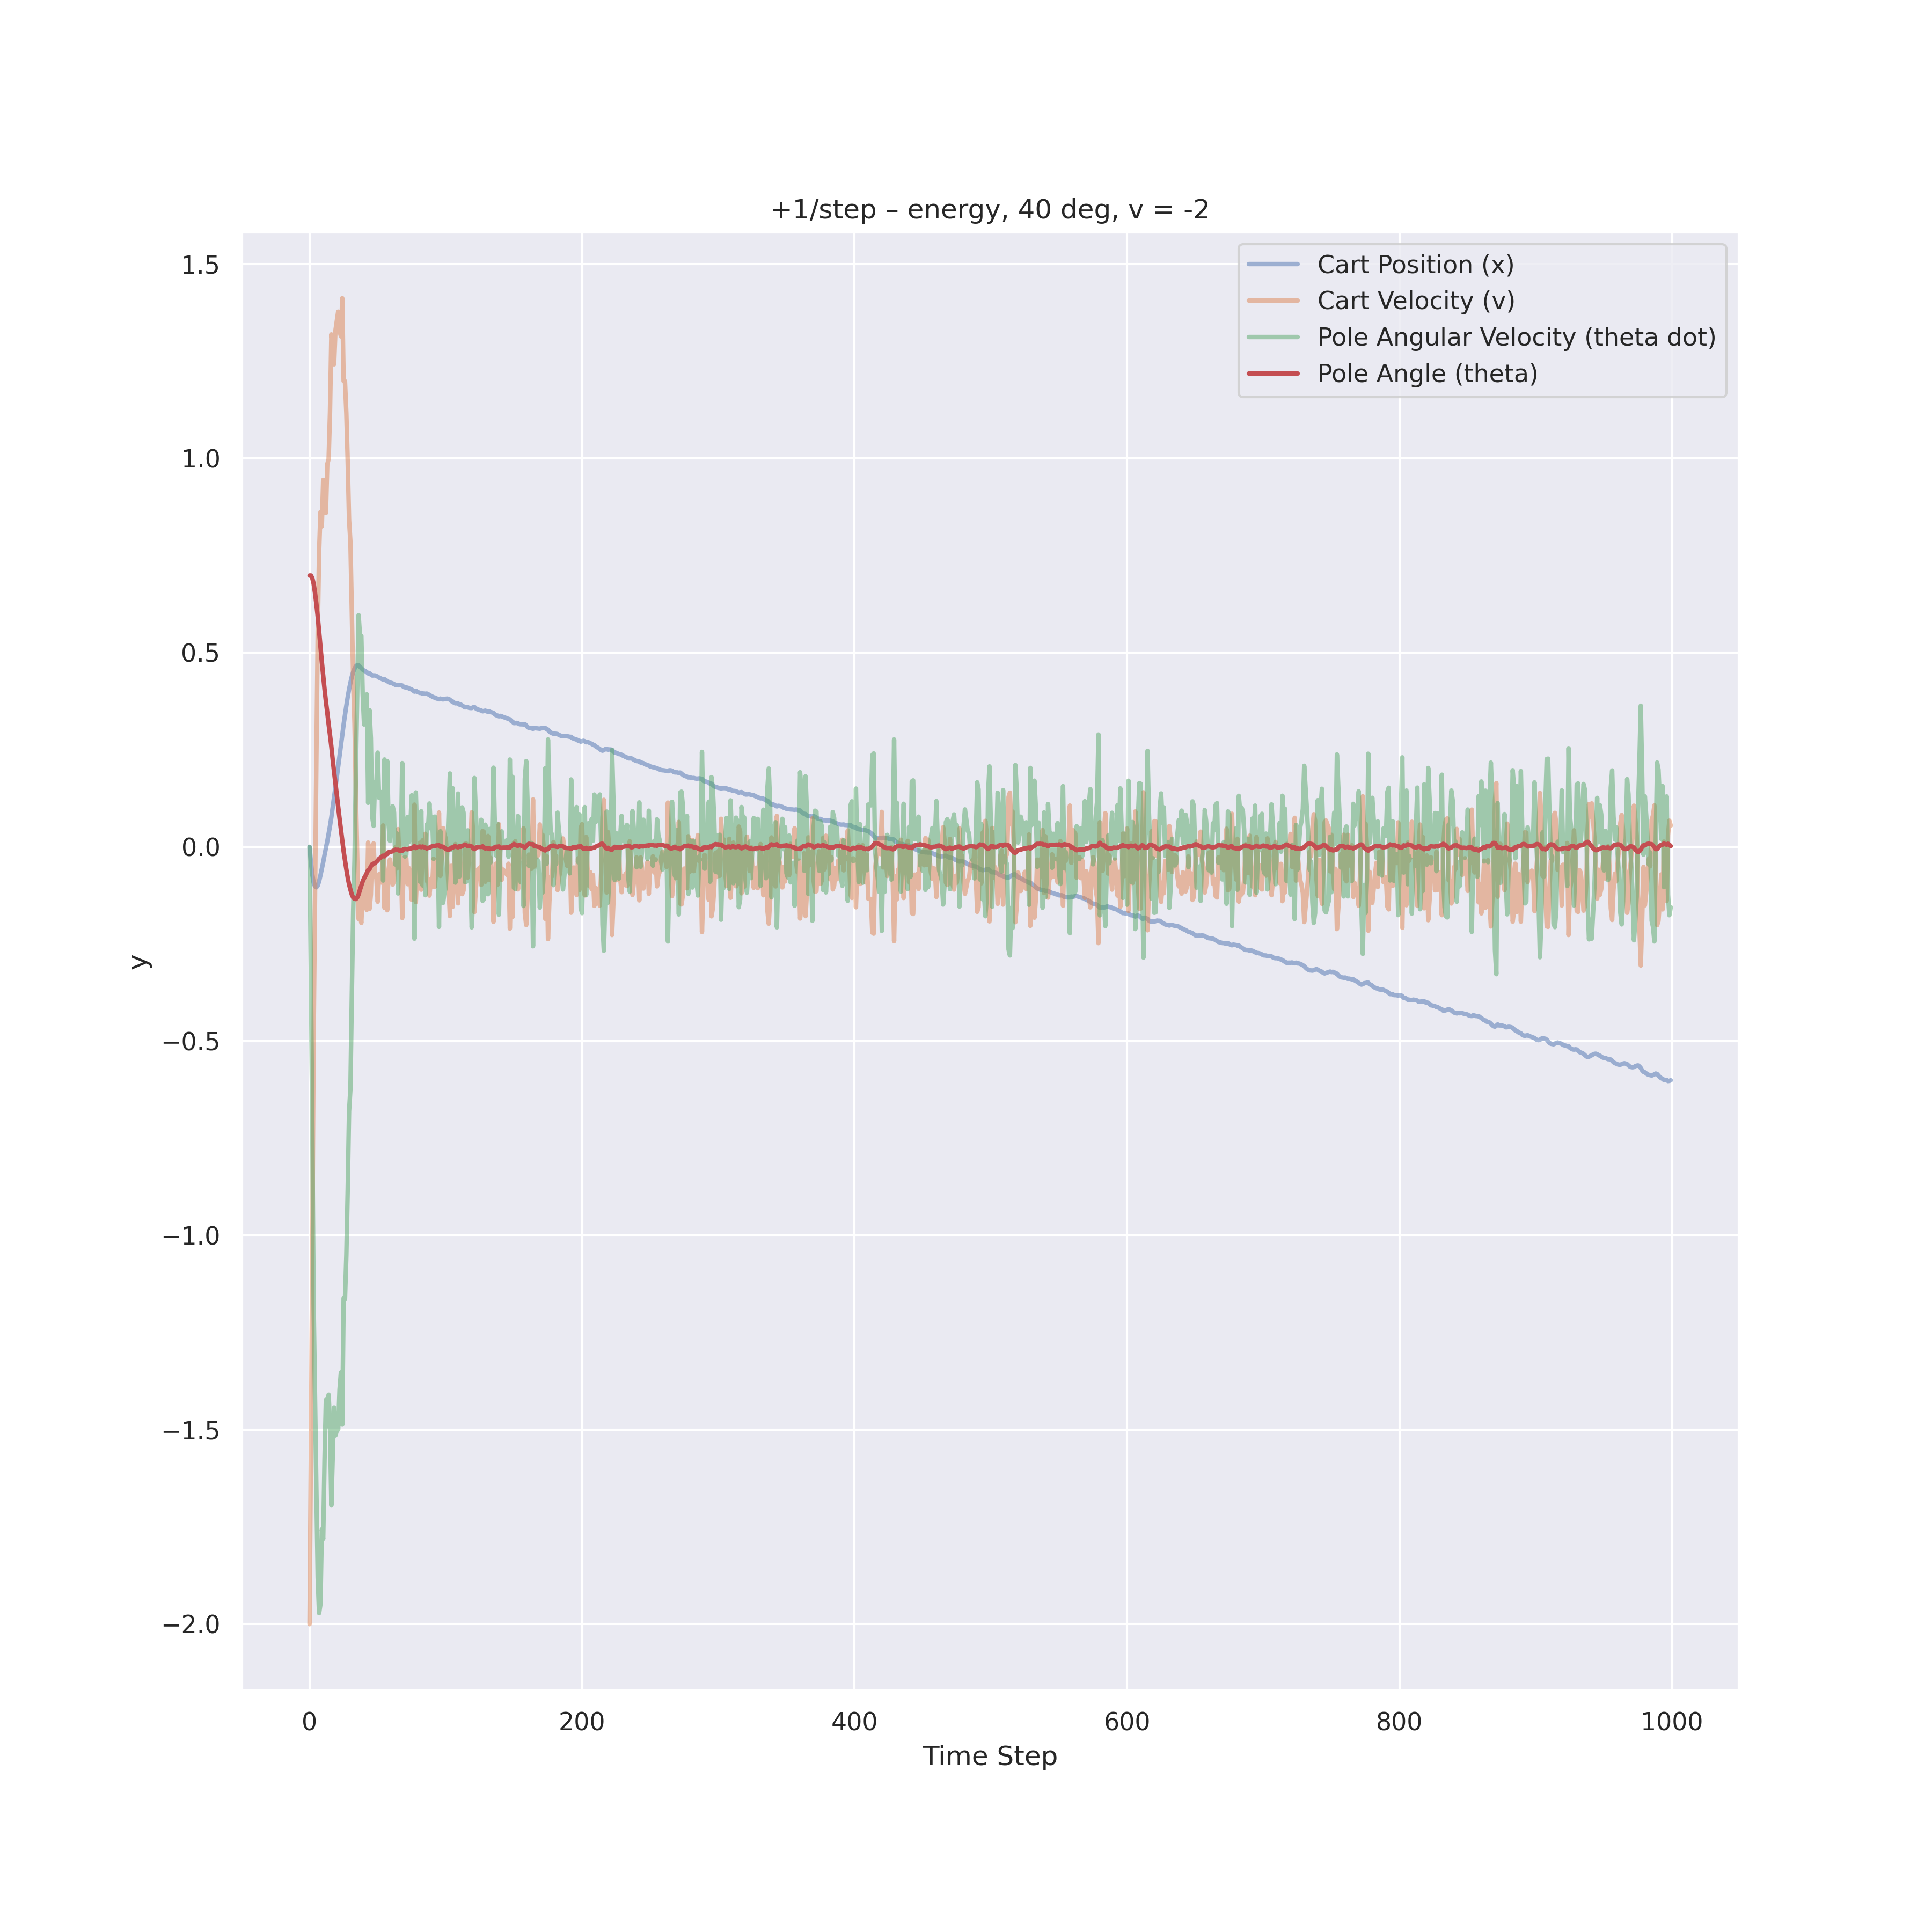 +1/step – energy, 40 deg, v = -2
Cart Position (x)
Cart Velocity (v)
Pole Angular Velocity (theta dot)
Pole Angle (theta)
1.5
1.0
0.5
0.0
−0.5
−1.0
−1.5
−2.0
y
0 200 400 600 800 1000
Time Step